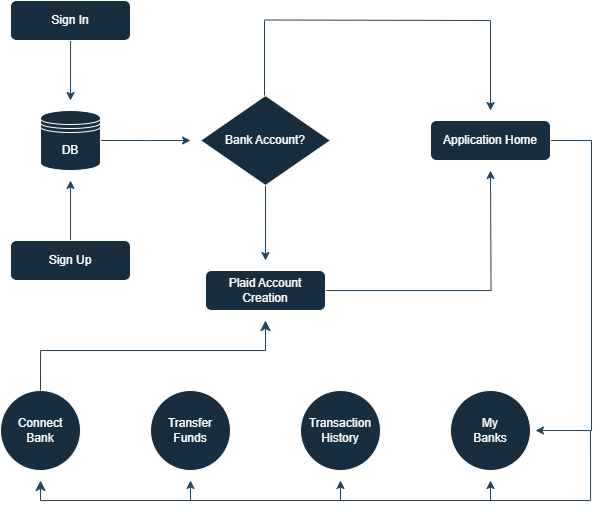 Sign In
DB
Bank Account?
Application Home
Sign Up
Plaid Account
Creation
Connect
Bank
Transfer
Funds
Transaction
History
My
Banks